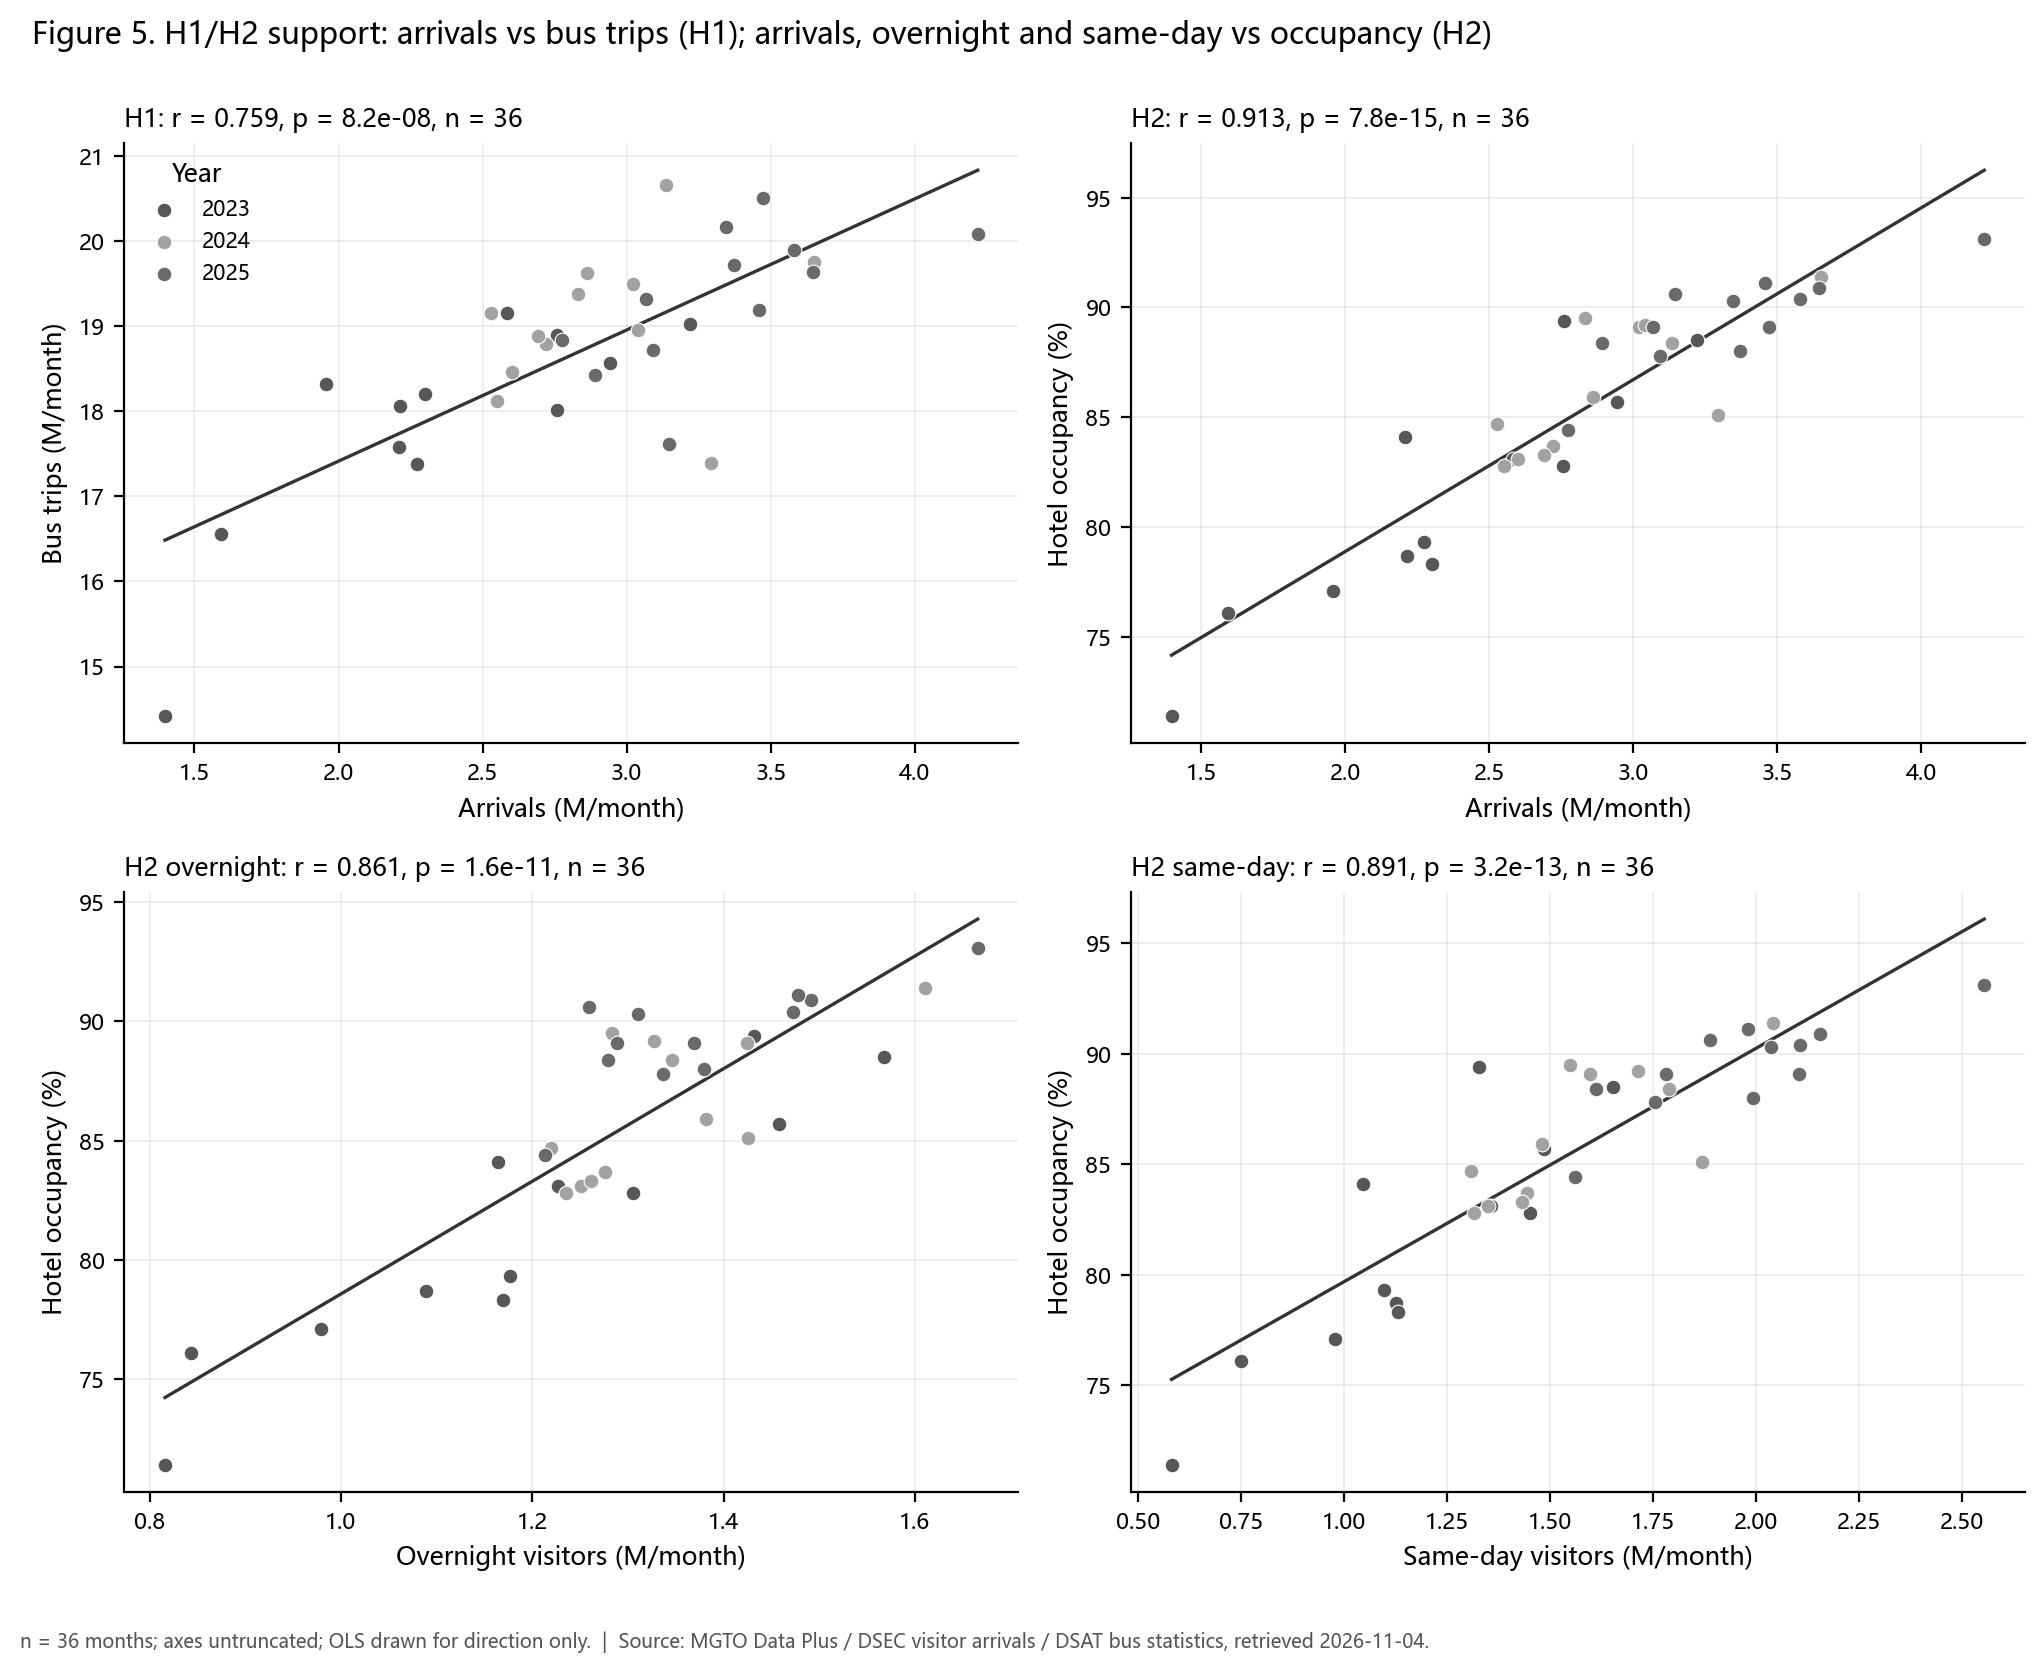 Figure 5. H1/H2 support: arrivals vs bus trips (H1); arrivals, overnight and same-day vs occupancy (H2)
H1: r = 0.759, p = 8.2e-08, n = 36
Year
2023
2024
2025
21
20
19
18
17
16
15
Bus trips (M/month)
1.5 2.0 2.5 3.0 3.5 4.0
Arrivals (M/month)
H2: r = 0.913, p = 7.8e-15, n = 36
95
90
85
80
75
Hotel occupancy (%)
1.5 2.0 2.5 3.0 3.5 4.0
Arrivals (M/month)
H2 overnight: r = 0.861, p = 1.6e-11, n = 36
95
90
85
80
75
Hotel occupancy (%)
0.8 1.0 1.2 1.4 1.6
Overnight visitors (M/month)
H2 same-day: r = 0.891, p = 3.2e-13, n = 36
95
90
85
80
75
Hotel occupancy (%)
0.50 0.75 1.00 1.25 1.50 1.75 2.00 2.25 2.50
Same-day visitors (M/month)
n = 36 months; axes untruncated; OLS drawn for direction only. | Source: MGTO Data Plus / DSEC visitor arrivals / DSAT bus statistics, retrieved 2026-11-04.